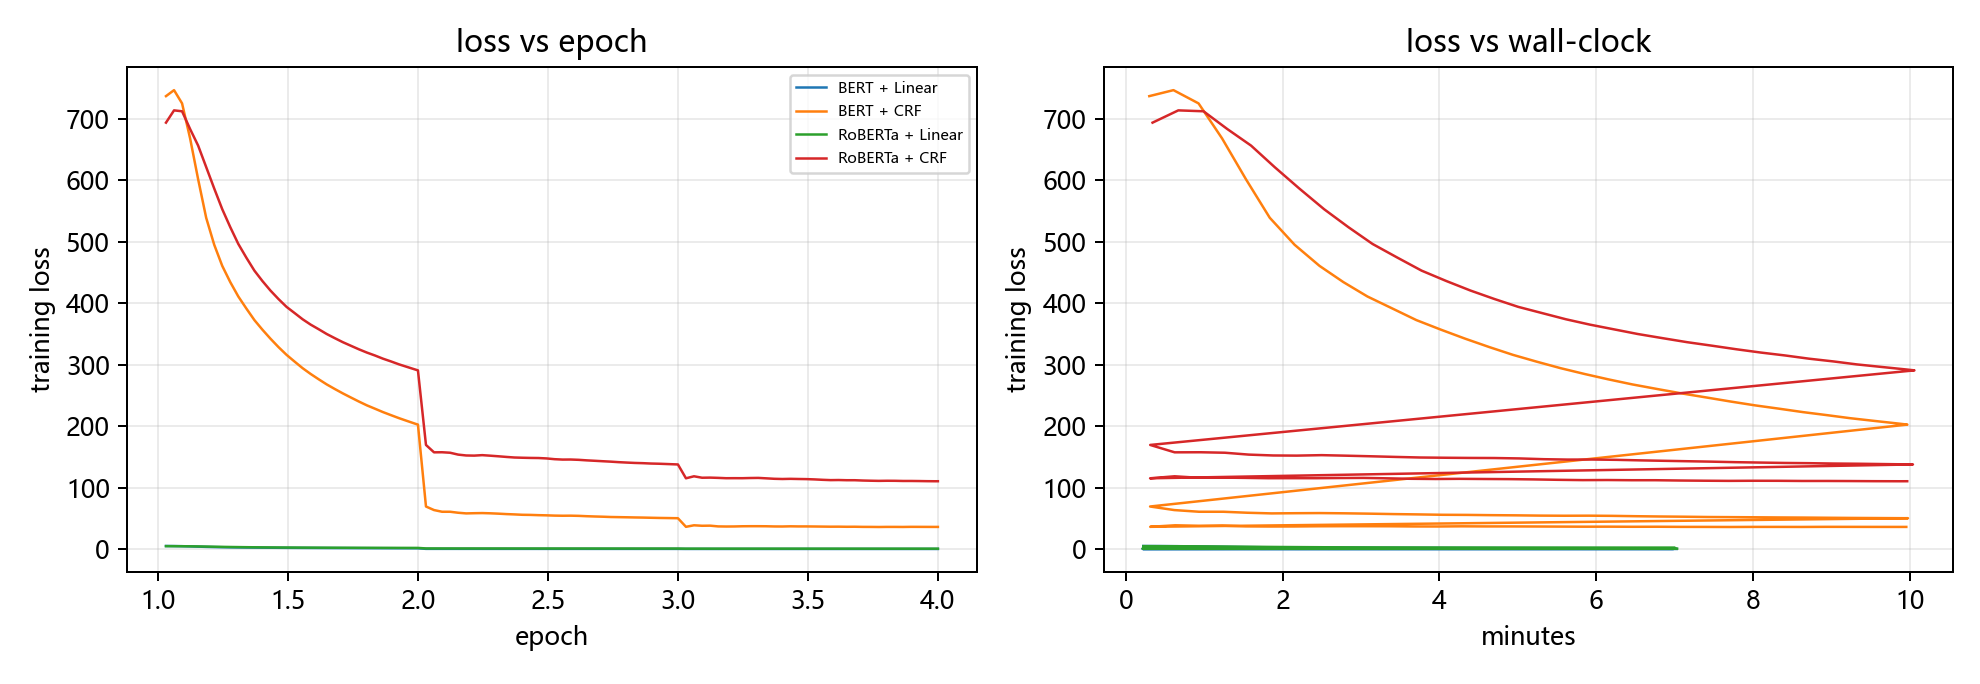 loss vs epoch
training loss
700
600
500
400
300
200
100
0
1.0 1.5 2.0 2.5 3.0 3.5 4.0
epoch
BERT + Linear
BERT + CRF
RoBERTa + Linear
RoBERTa + CRF
loss vs wall-clock
training loss
700
600
500
400
300
200
100
0
0 2 4 6 8 10
minutes